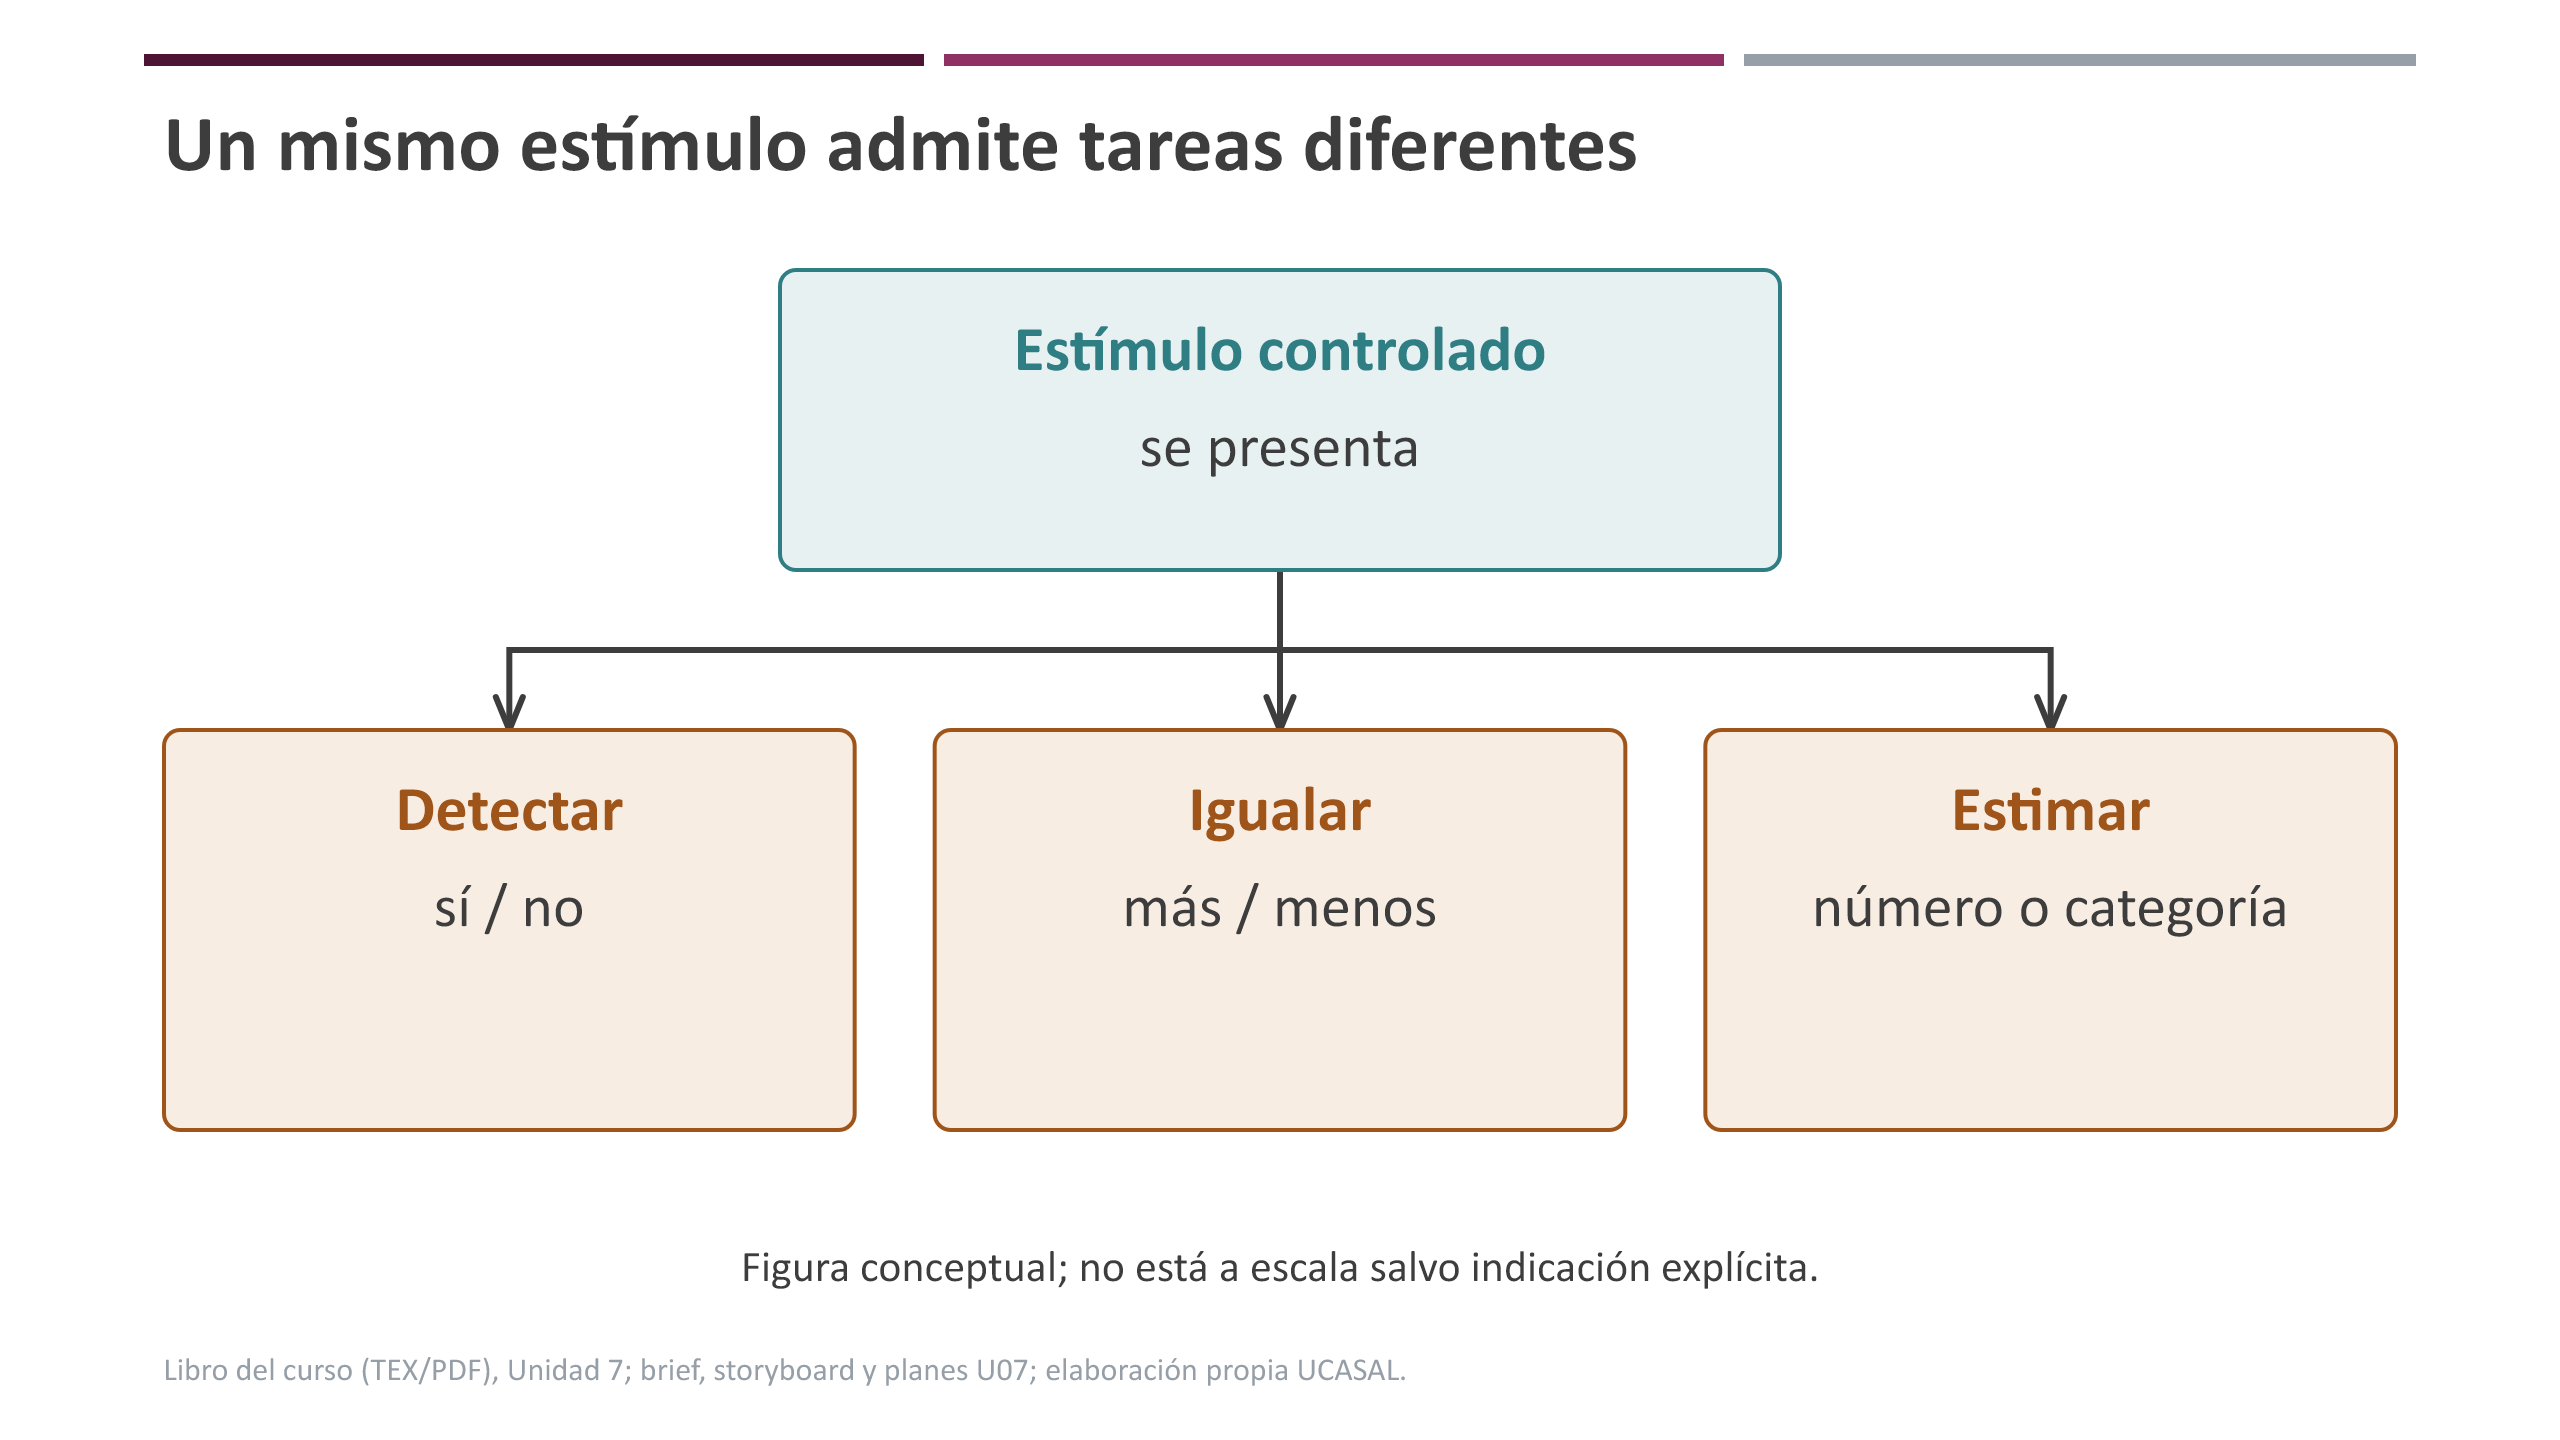 Un mismo estímulo admite tareas diferentes
Estímulo controlado
se presenta
Detectar
sí / no
Igualar
más / menos
Estimar
número o categoría
Figura conceptual; no está a escala salvo indicación explícita.
Libro del curso (TEX/PDF), Unidad 7; brief, storyboard y planes U07; elaboración propia UCASAL.